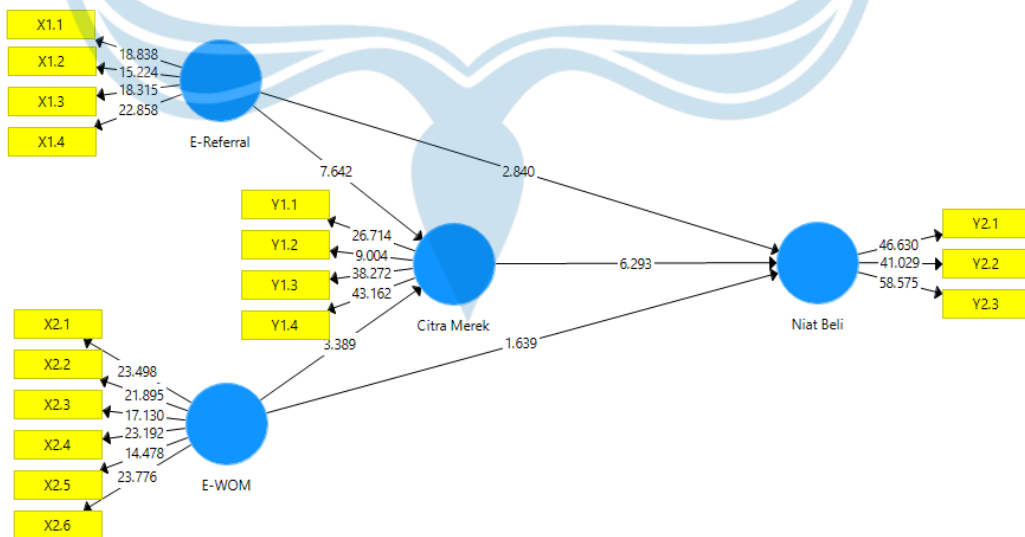 X1.1
X1.2
X1.3
X1.4
18.838
15.224
18.315
22.858
E-Referral
7.642
2.840
Y1.1
Y1.2
Y1.3
Y1.4
26.714
9.004
38.272
43.162
Citra Merek
6.293
46.630
41.029
58.575
Y2.1
Y2.2
Y2.3
Niat Beli
3.389
1.639
X2.1
X2.2
X2.3
X2.4
X2.5
X2.6
23.498
21.895
17.130
23.192
14.478
23.776
E-WOM